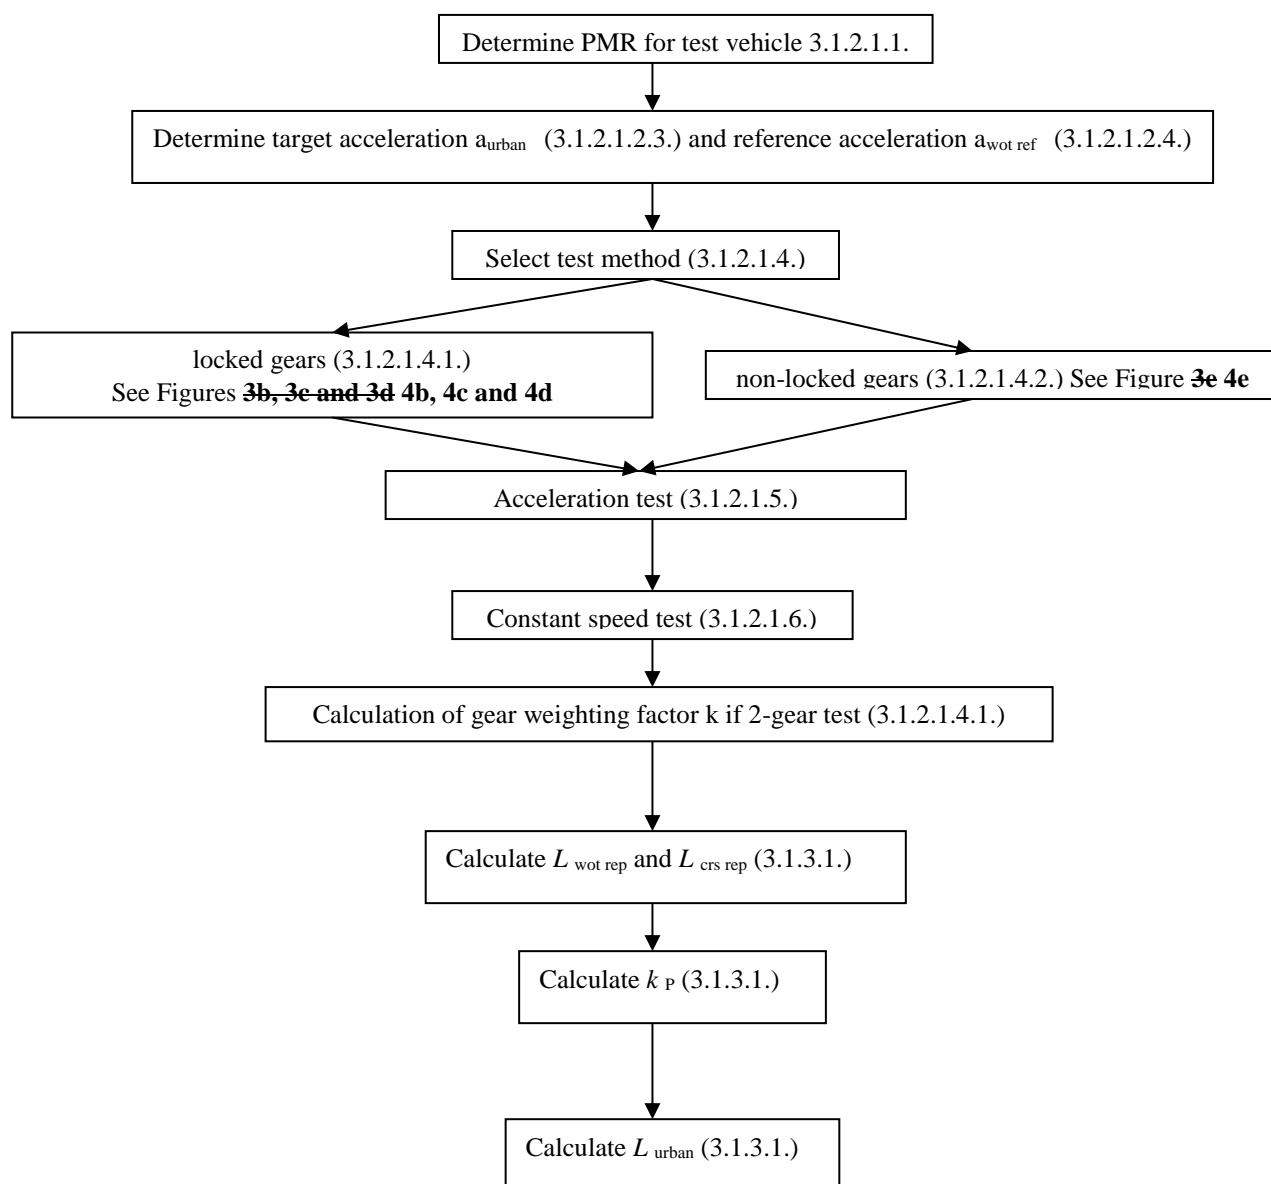 Determine PMR for test vehicle 3.1.2.1.1.
Determine target acceleration aurban (3.1.2.1.2.3.) and reference acceleration awot ref (3.1.2.1.2.4.)
Select test method (3.1.2.1.4.)
locked gears (3.1.2.1.4.1.)
See Figures 3b, 3c and 3d 4b, 4c and 4d
non-locked gears (3.1.2.1.4.2.) See Figure 3e 4e
Acceleration test (3.1.2.1.5.)
Constant speed test (3.1.2.1.6.)
Calculation of gear weighting factor k if 2-gear test (3.1.2.1.4.1.)
Calculate L wot rep and L crs rep (3.1.3.1.)
Calculate k P (3.1.3.1.)
Calculate L urban (3.1.3.1.)